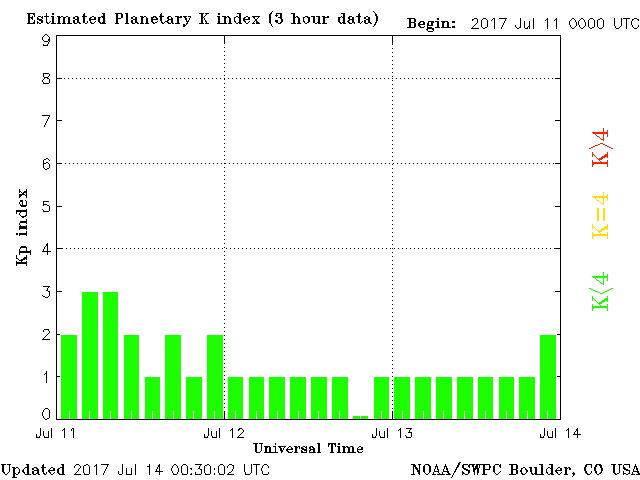 Estimated Planetary K index (3 hour data) Begin: 2017 Jul 11 0000 UTC
9
8
7
6
5
4
3
2
1
0
Kp index
K>4
K=4
K<4
Jul 11 Jul 12 Jul 13 Jul 14
Universal Time
Updated 2017 Jul 14 00:30:02 UTC NOAA/SWPC Boulder, CO USA